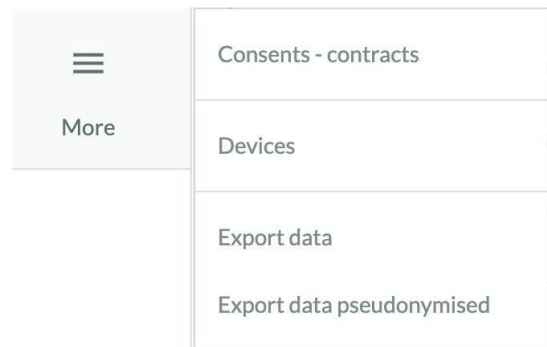 More
Consents - contracts
Devices
Export data
Export data pseudonymised